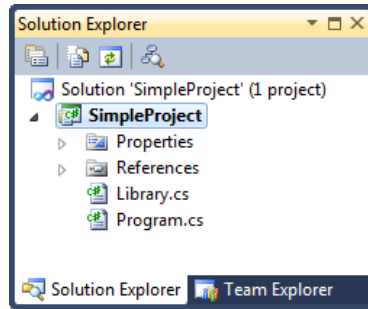 Solution Explorer
Solution 'SimpleProject' (1 project)
C# SimpleProject
Properties
References
C# Library.cs
C# Program.cs
Solution Explorer Team Explorer